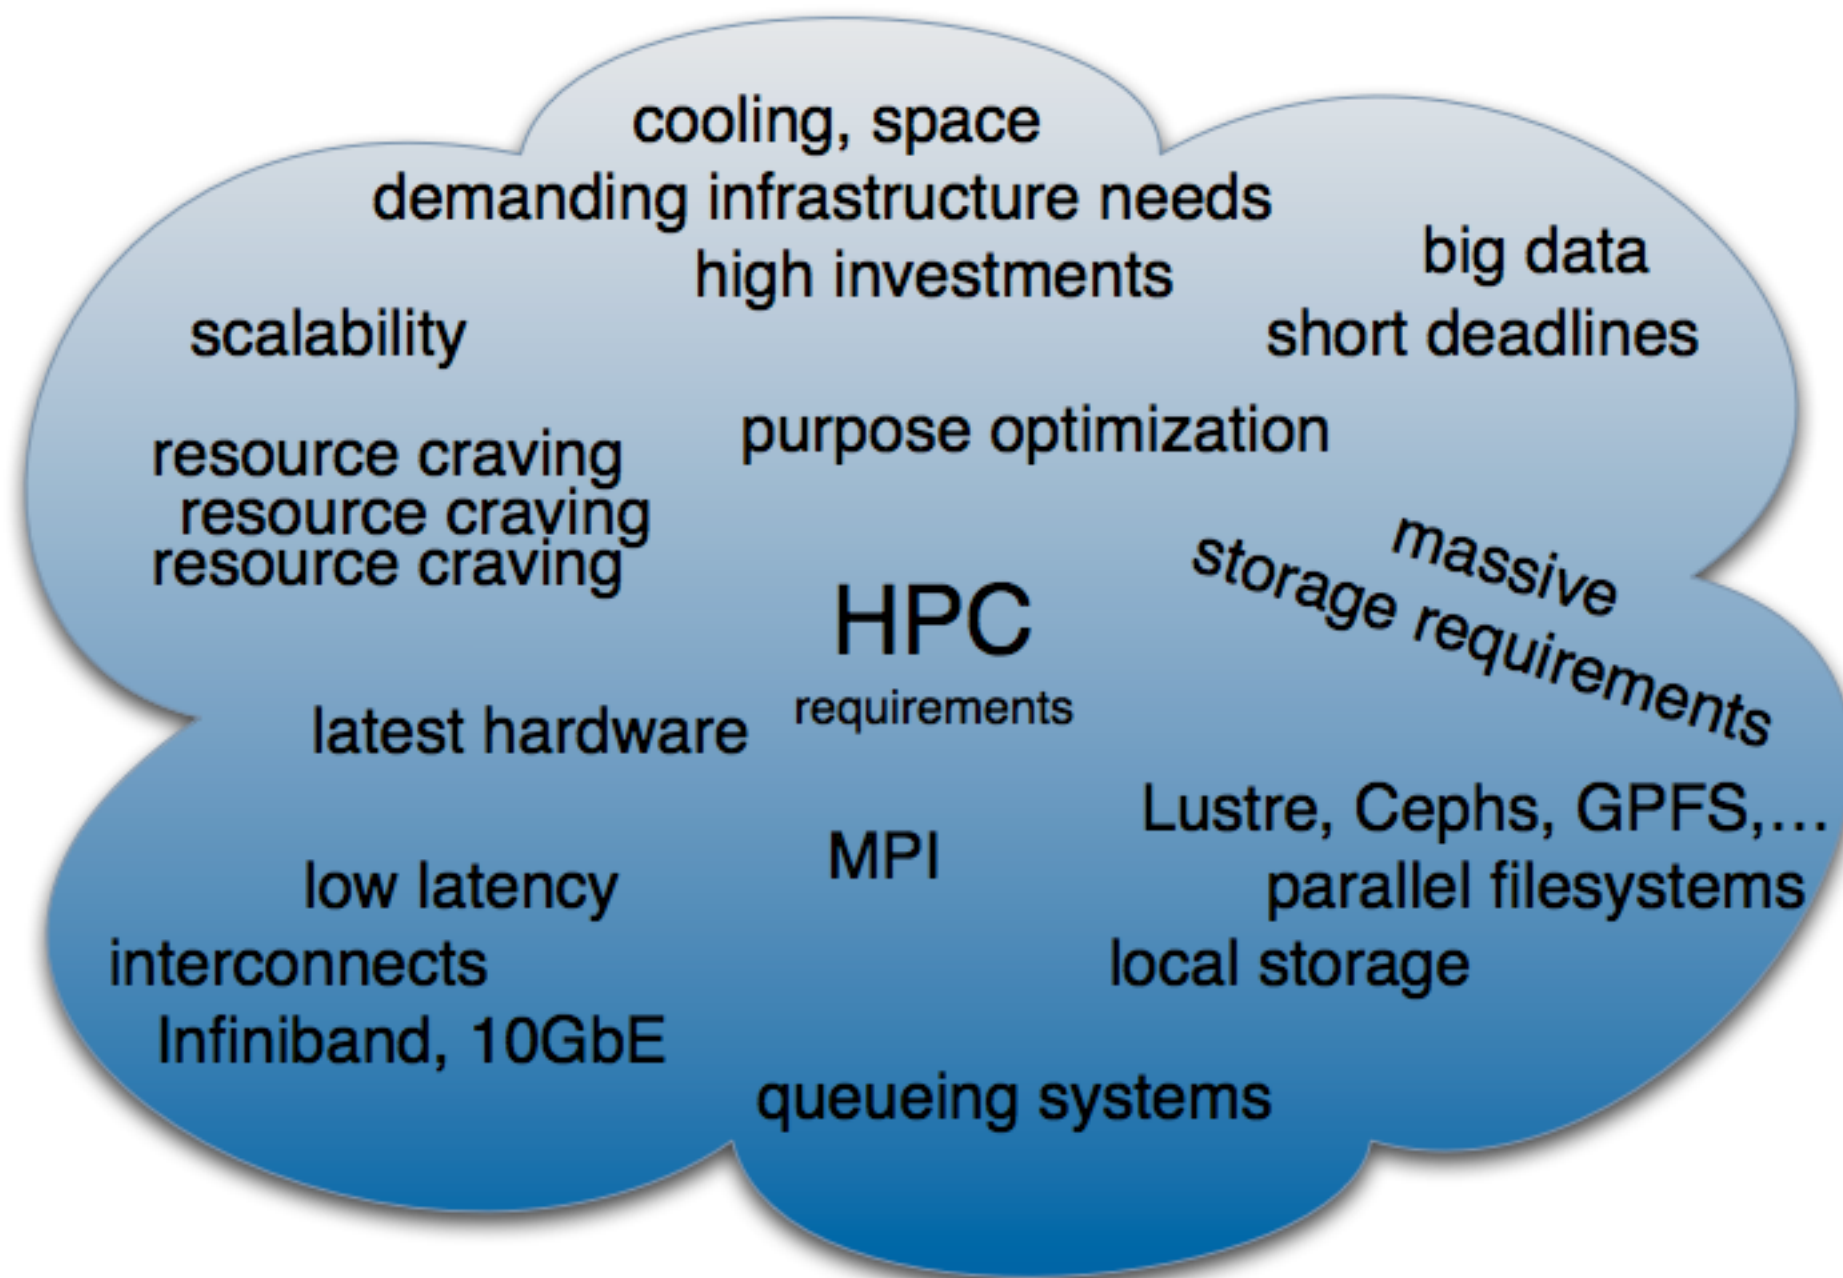 cooling, space
demanding infrastructure needs
high investments
big data
short deadlines
scalability
purpose optimization
resource craving
resource craving
resource craving
massive
storage requirements
HPC
requirements
latest hardware
Lustre, Cephs, GPFS,...
MPI
parallel filesystems
low latency
local storage
interconnects
Infiniband, 10GbE
queueing systems